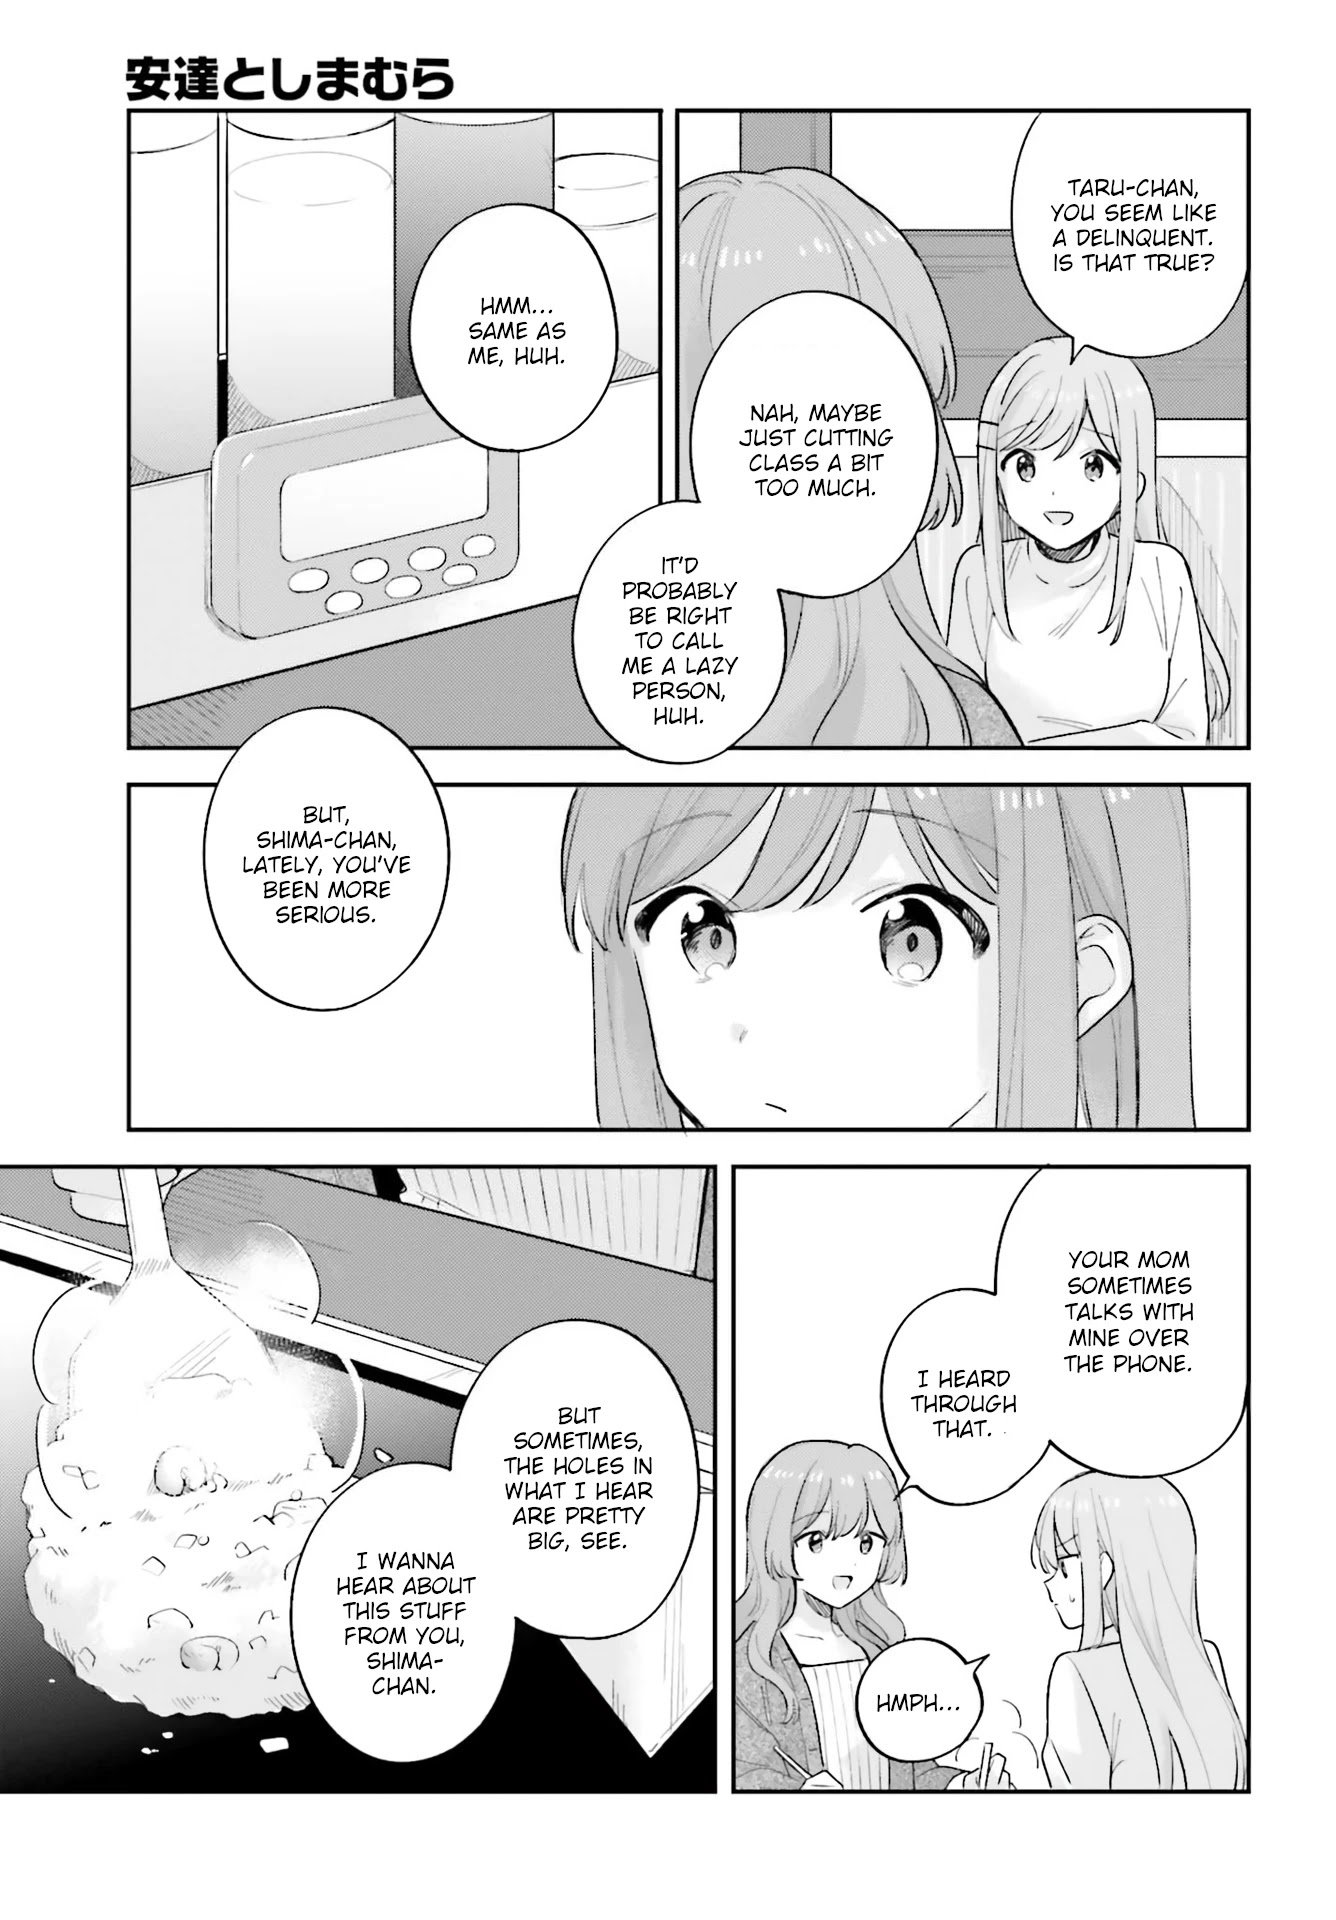 安達としまむら
TARU-CHAN,
YOU SEEM LIKE
A DELINQUENT.
IS THAT TRUE?
NAH, MAYBE
JUST CUTTING
CLASS A BIT
TOO MUCH.
IT'D
PROBABLY
BE RIGHT
TO CALL
ME A LAZY
PERSON,
HUH.
HMM...
SAME AS
ME, HUH.
BUT,
SHIMA-CHAN,
LATELY, YOU'VE
BEEN MORE
SERIOUS.
YOUR MOM
SOMETIMES
TALKS WITH
MINE OVER
THE PHONE.
I HEARD
THROUGH
THAT.
HMPH...
BUT
SOMETIMES,
THE HOLES IN
WHAT I HEAR
ARE PRETTY
BIG, SEE.
I WANNA
HEAR ABOUT
THIS STUFF
FROM YOU,
SHIMA-
CHAN.